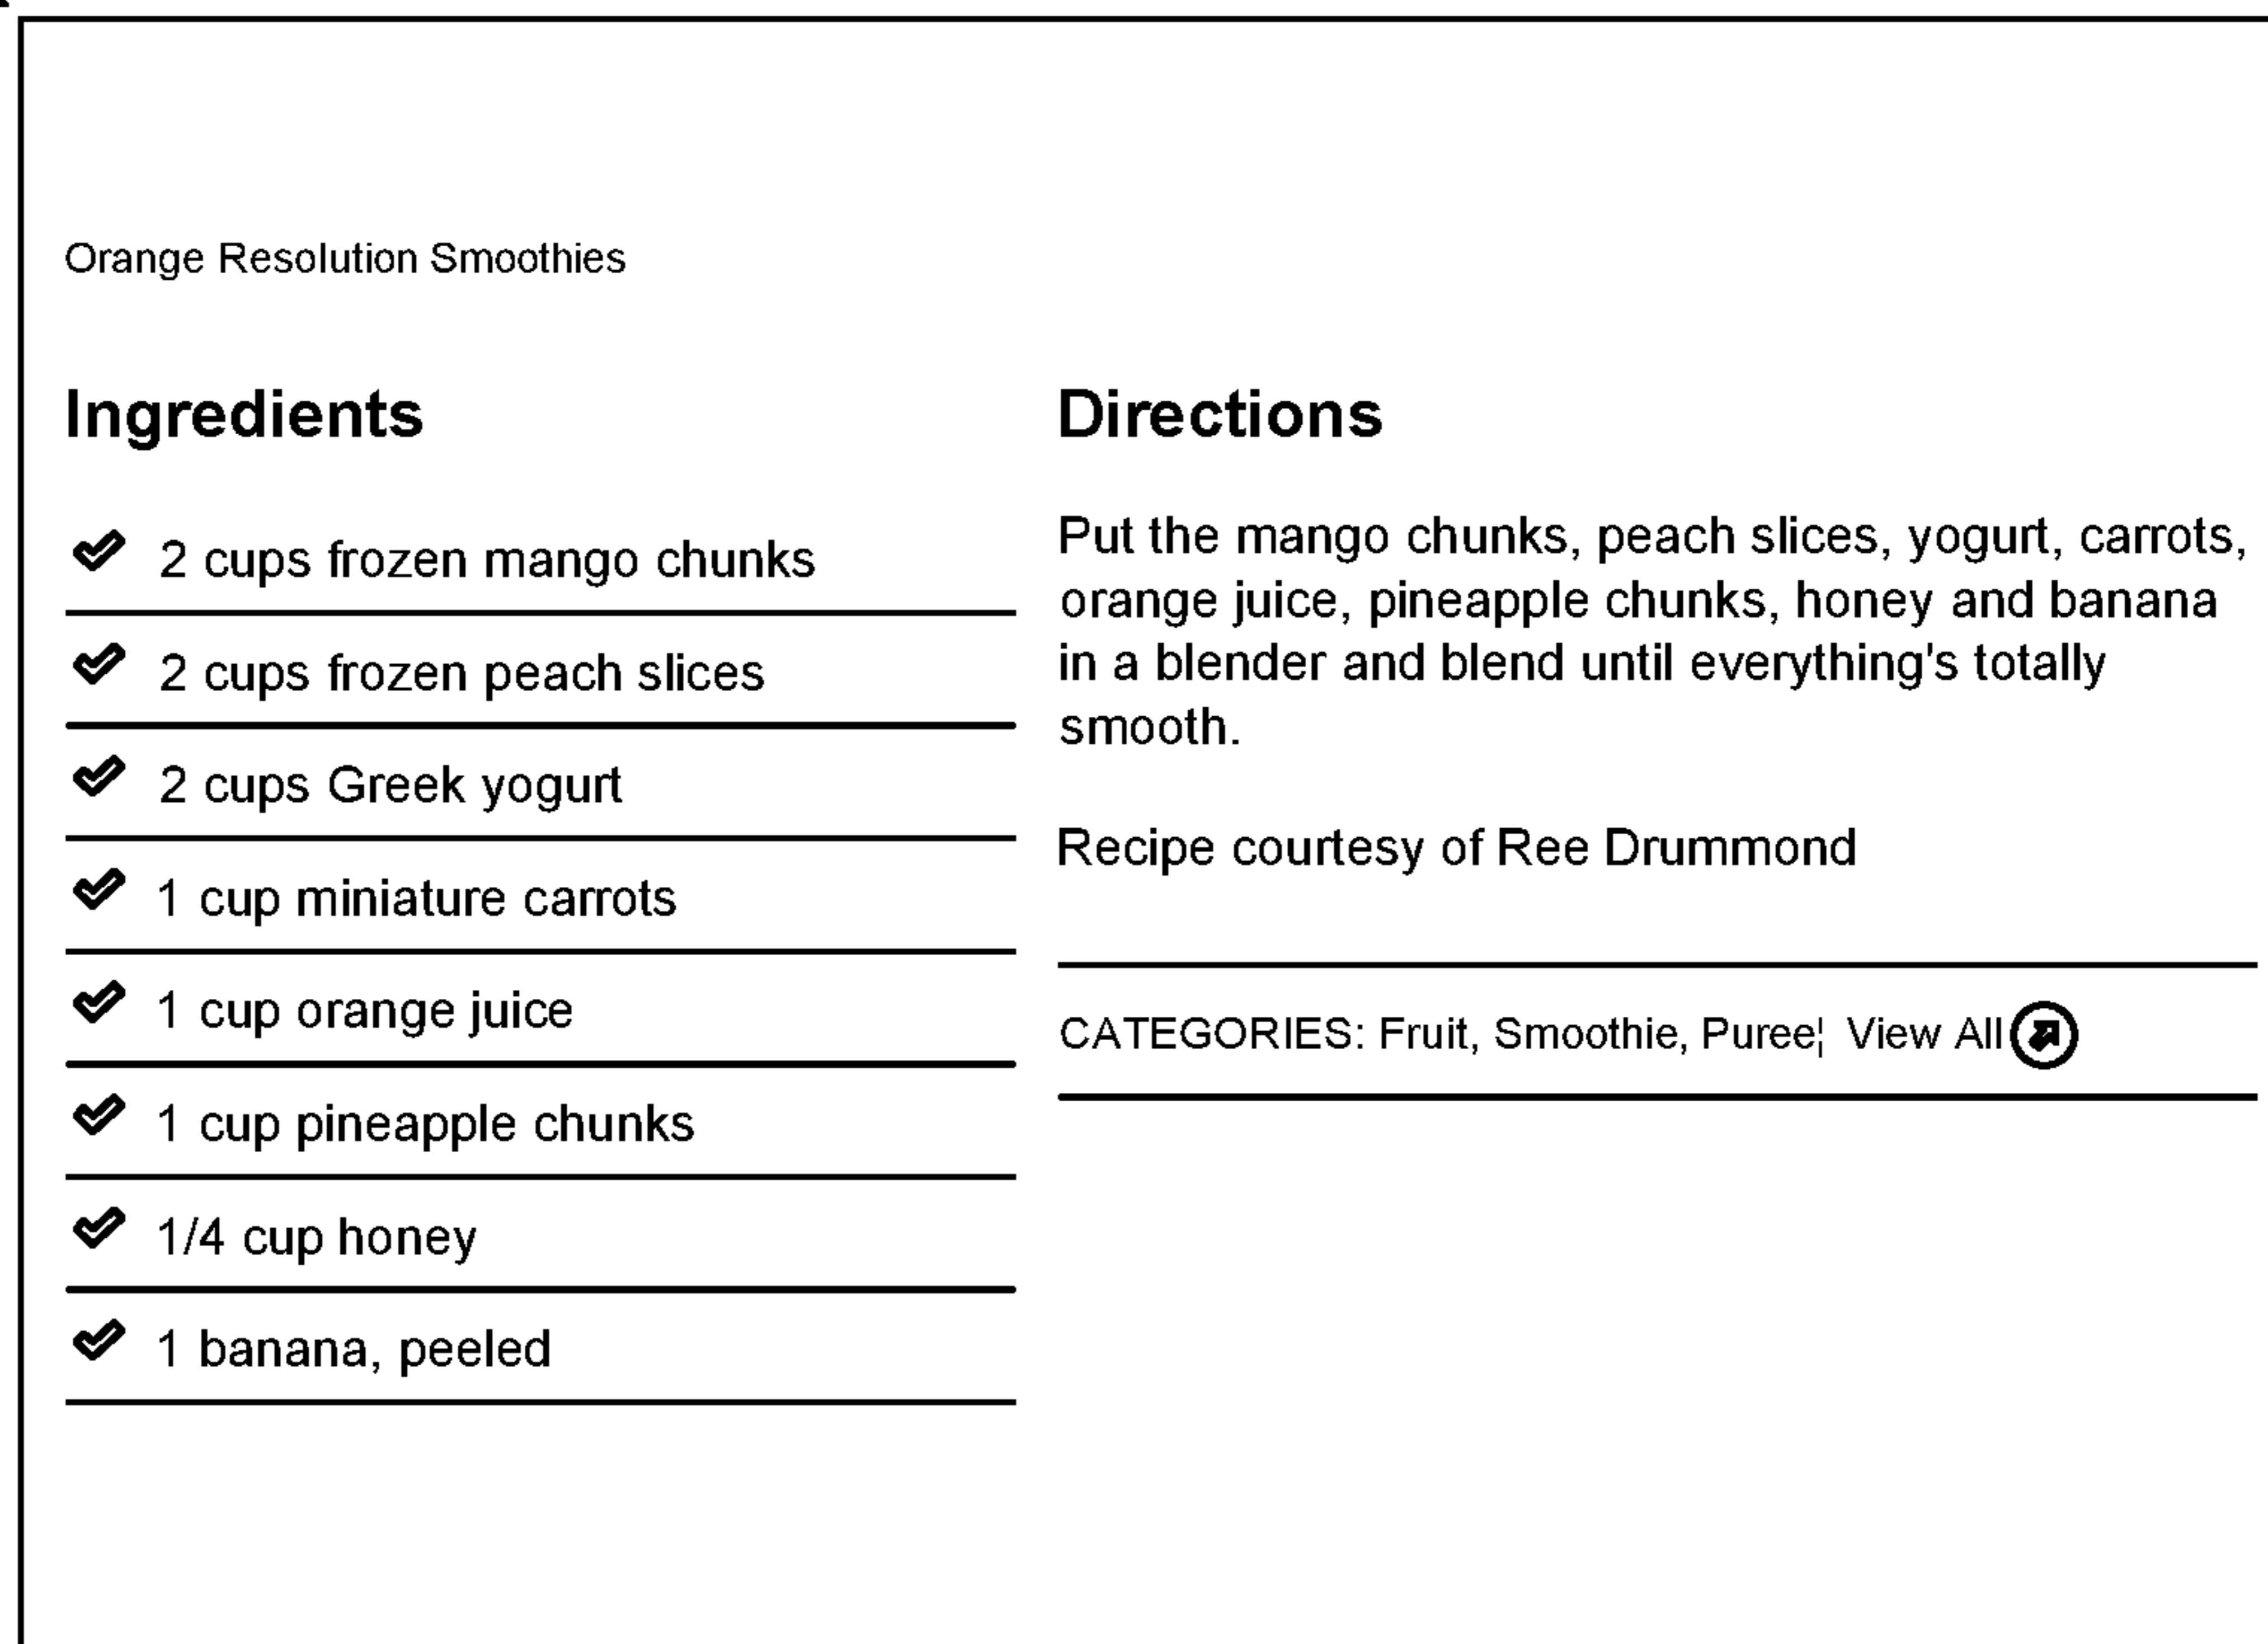 Orange Resolution Smoothies
Ingredients
2 cups frozen mango chunks
2 cups frozen peach slices
2 cups Greek yogurt
1 cup miniature carrots
1 cup orange juice
1 cup pineapple chunks
1/4 cup honey
1 banana, peeled
Directions
Put the mango chunks, peach slices, yogurt, carrots,
orange juice, pineapple chunks, honey and banana
in a blender and blend until everything's totally
smooth.
Recipe courtesy of Ree Drummond
CATEGORIES: Fruit, Smoothie, Puree¦ View All